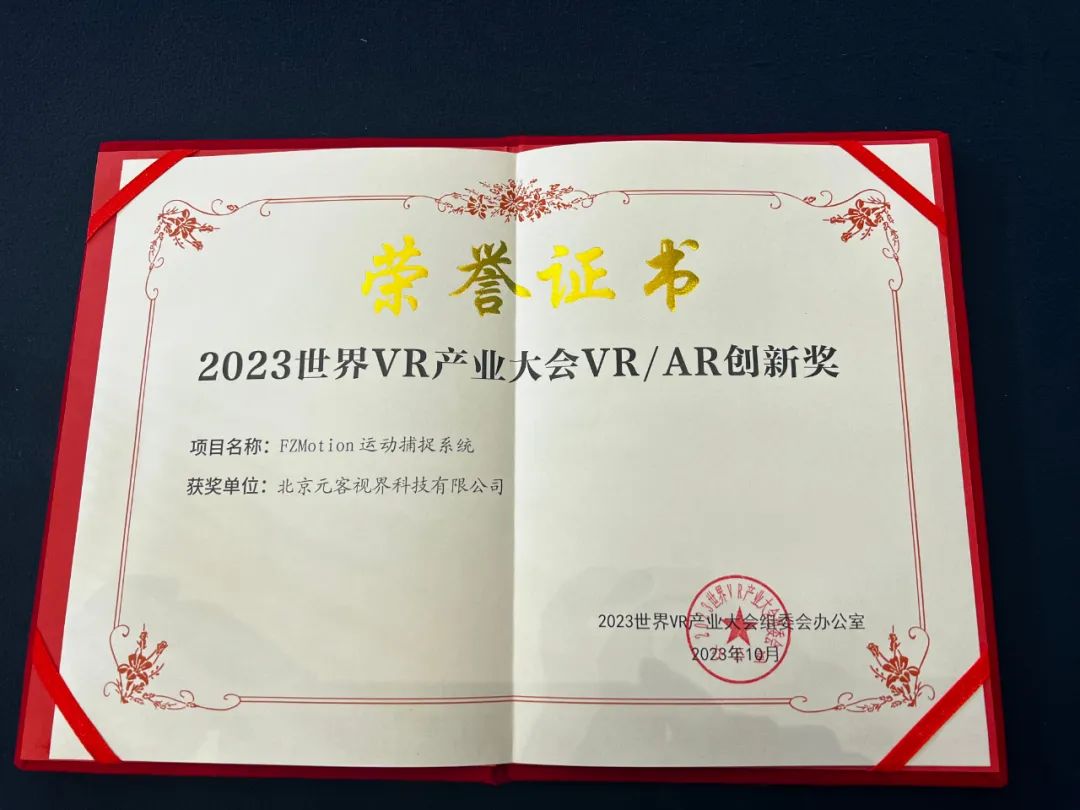 荣誉证书
2023世界VR产业大会VR/AR创新奖
项目名称：FZMotion运动捕捉系统
获奖单位：北京元客视界科技有限公司
2023世界VR产业大会组委会办公室
2023年10月